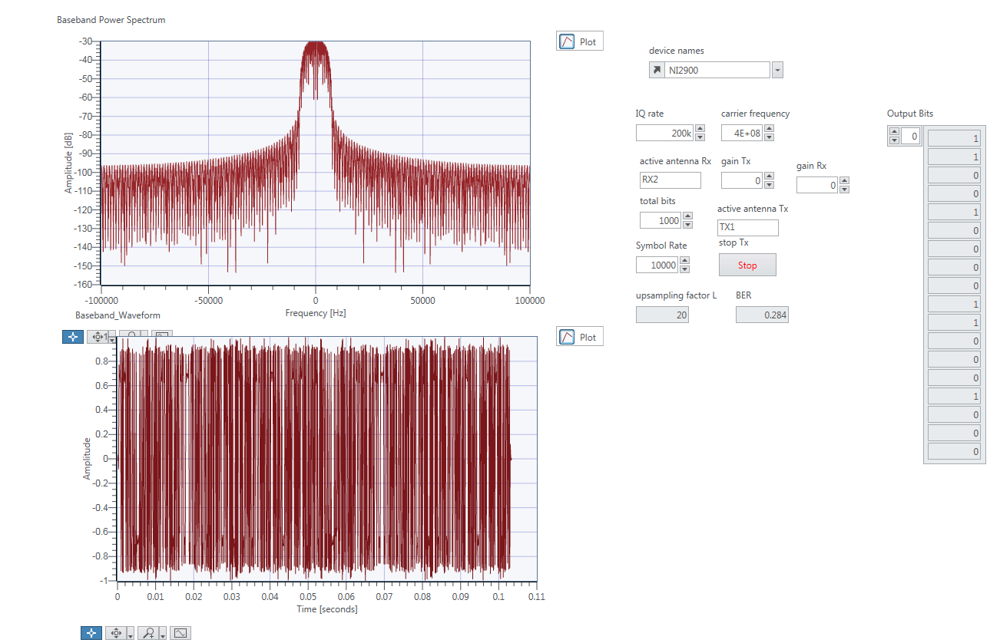 Baseband Power Spectrum
-30
-40
-50
-60
-70
-80
-90
-100
-110
-120
-130
-140
-150
-160
Amplitude [dB]
-100000 -50000 0 50000 100000
Frequency [Hz]
Plot
Baseband_Waveform
1
0.8
0.6
0.4
0.2
0
-0.2
-0.4
-0.6
-0.8
-1
Amplitude
0 0.01 0.02 0.03 0.04 0.05 0.06 0.07 0.08 0.09 0.1 0.11
Time [seconds]
Plot
device names
NI2900
IQ rate
200k
carrier frequency
4E+08
active antenna Rx
RX2
gain Tx
0
gain Rx
0
total bits
1000
active antenna Tx
TX1
Symbol Rate
10000
stop Tx
Stop
upsampling factor L
20
BER
0.284
Output Bits
0
1
1
0
0
1
0
0
0
0
1
1
0
0
0
1
0
0
0